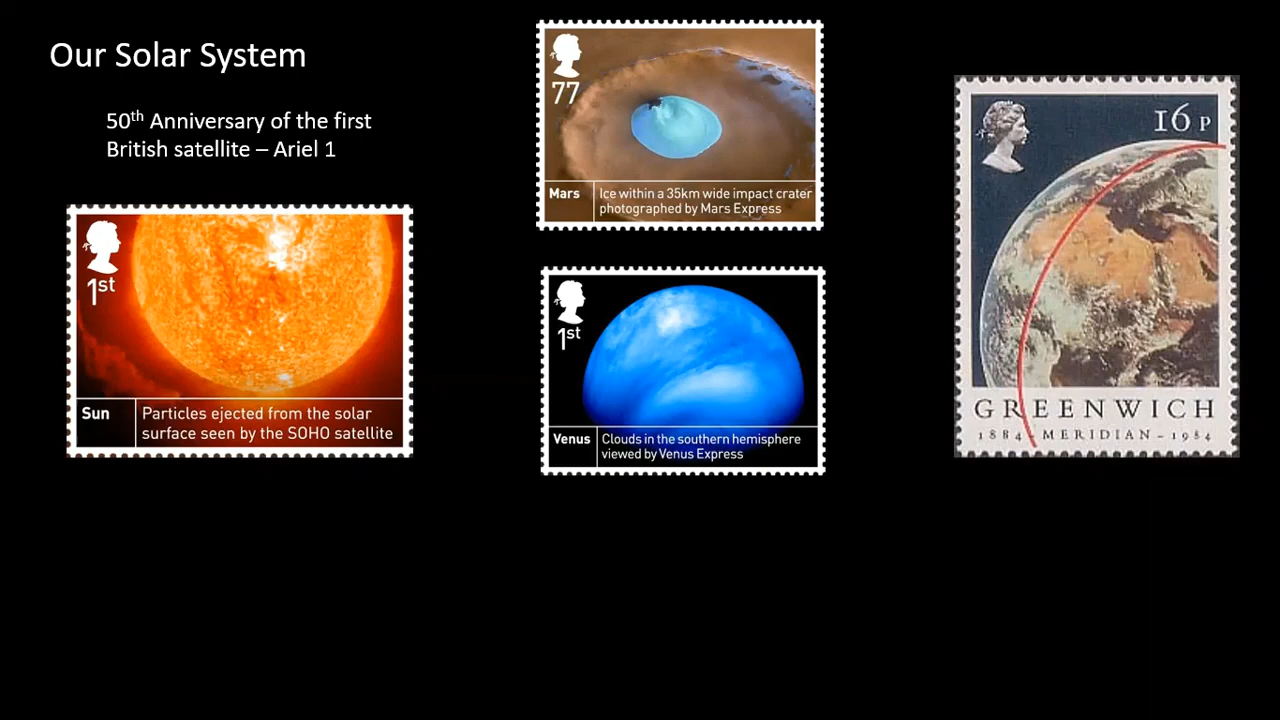 Our Solar System
50th Anniversary of the first
British satellite – Ariel 1
1st
Sun
Particles ejected from the solar
surface seen by the SOHO satellite
77
Mars
Ice within a 35km wide impact crater
photographed by Mars Express
1st
Venus
Clouds in the southern hemisphere
viewed by Venus Express
16 P
GREENWICH
1884–MERIDIAN–1984